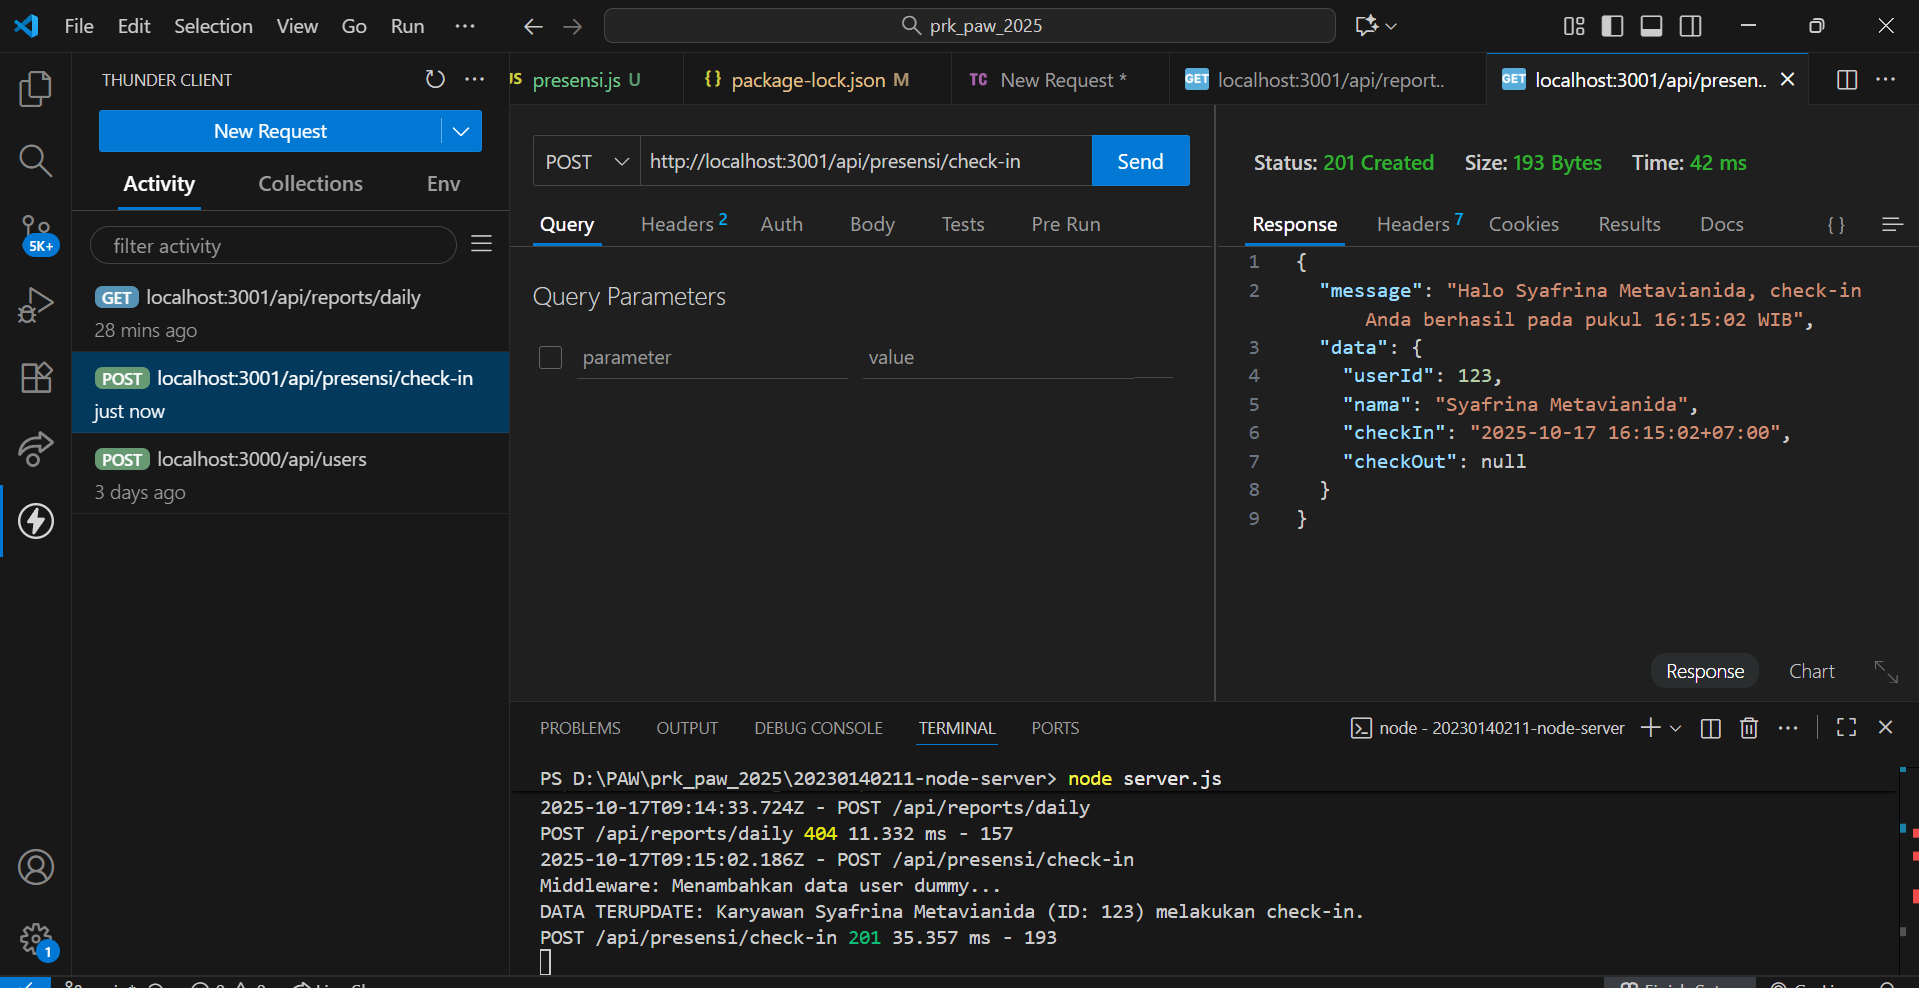 File Edit Selection View Go Run ··· prk_paw_2025
THUNDER CLIENT ···
New Request
Activity Collections Env
filter activity
GET localhost:3001/api/reports/daily
28 mins ago
POST localhost:3001/api/presensi/check-in
just now
POST localhost:3000/api/users
3 days ago
5K+
1
JS presensi.js U {} package-lock.json M TC New Request * GET localhost:3001/api/report.. GET localhost:3001/api/presen.. ···
POST http://localhost:3001/api/presensi/check-in Send
Query Headers 2 Auth Body Tests Pre Run
Query Parameters
parameter value
Status: 201 Created Size: 193 Bytes Time: 42 ms
Response Headers 7 Cookies Results Docs { }
1 {
2 "message": "Halo Syafrina Metavianida, check-in
Anda berhasil pada pukul 16:15:02 WIB",
3 "data": {
4 "userId": 123,
5 "nama": "Syafrina Metavianida",
6 "checkIn": "2025-10-17 16:15:02+07:00",
7 "checkOut": null
8 }
9 }
Response Chart
PROBLEMS OUTPUT DEBUG CONSOLE TERMINAL PORTS node - 20230140211-node-server ···
PS D:\PAW\prk_paw_2025\20230140211-node-server> node server.js
2025-10-17T09:14:33.724Z - POST /api/reports/daily
POST /api/reports/daily 404 11.332 ms - 157
2025-10-17T09:15:02.186Z - POST /api/presensi/check-in
Middleware: Menambahkan data user dummy...
DATA TERUPDATE: Karyawan Syafrina Metavianida (ID: 123) melakukan check-in.
POST /api/presensi/check-in 201 35.357 ms - 193